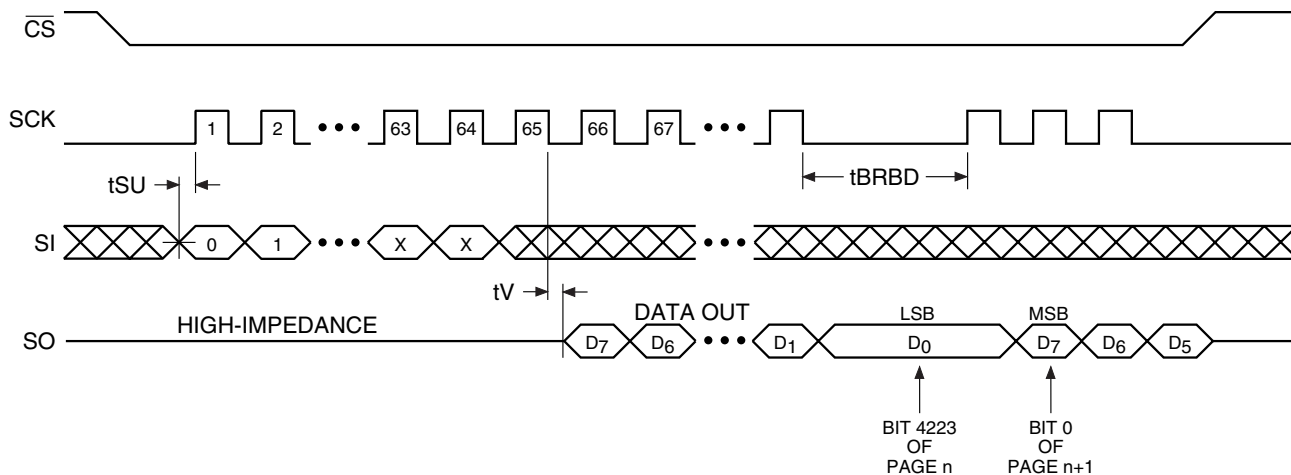 CS
SCK 1 2 ••• 63 64 65 66 67 •••
tSU tBRBD
SI 0 1 ••• X X •••
tV
HIGH-IMPEDANCE DATA OUT LSB MSB
SO D7 D6 ••• D1 D0 D7 D6 D5
BIT 4223 BIT 0
OF OF
PAGE n PAGE n+1